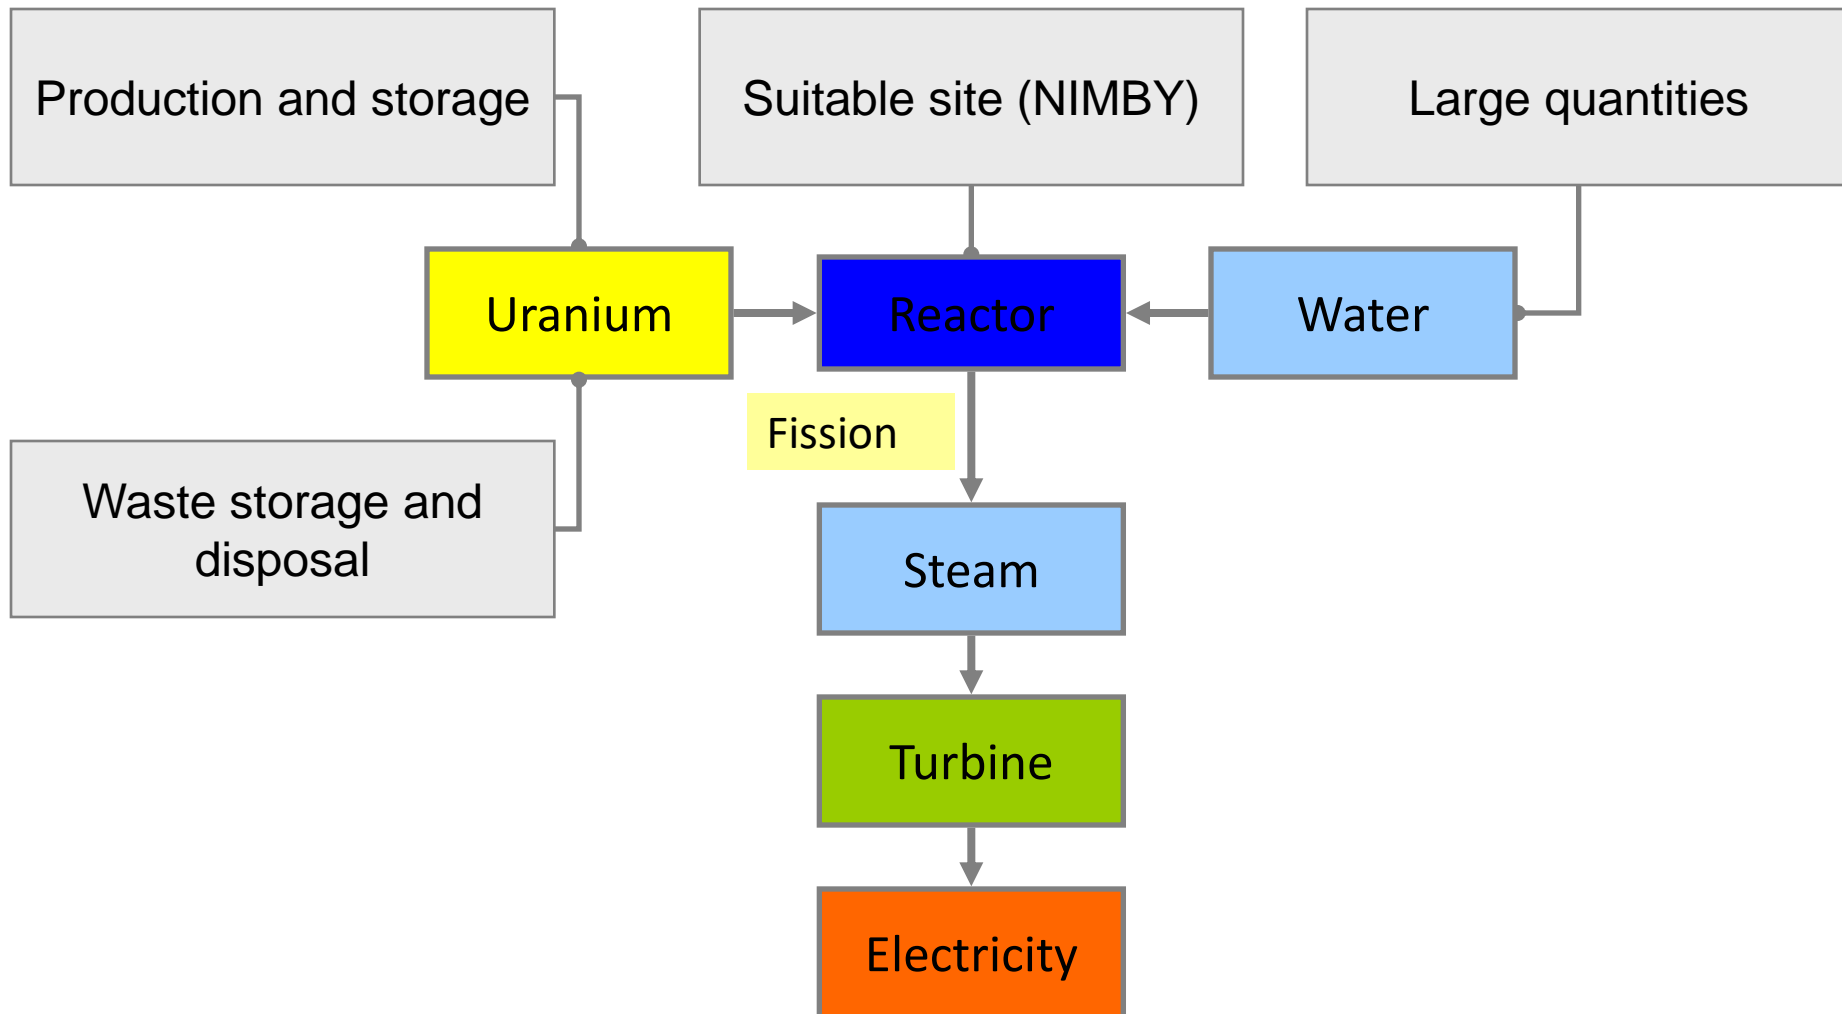 Production and storage
Suitable site (NIMBY)
Large quantities
Uranium
Reactor
Water
Fission
Waste storage and
disposal
Steam
Turbine
Electricity